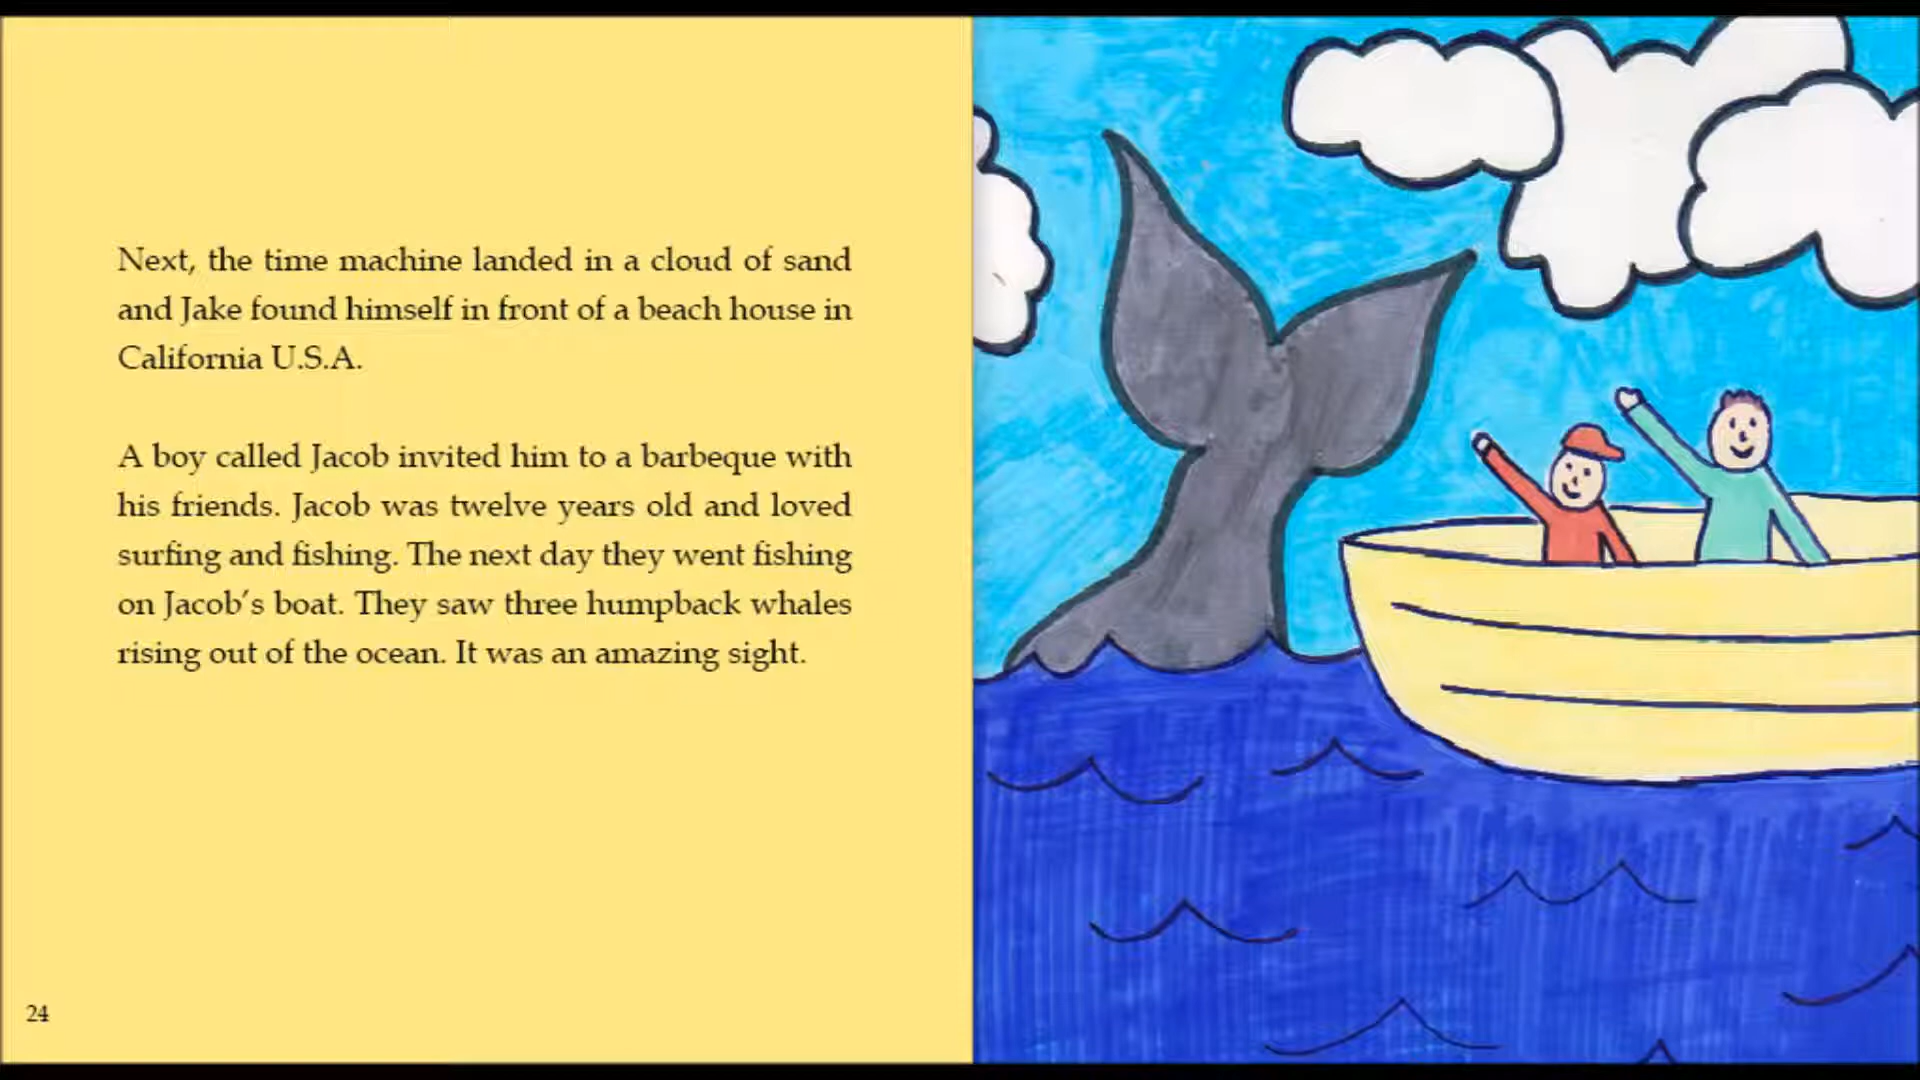 Next, the time machine landed in a cloud of sand
and Jake found himself in front of a beach house in
California U.S.A.
A boy called Jacob invited him to a barbeque with
his friends. Jacob was twelve years old and loved
surfing and fishing. The next day they went fishing
on Jacob's boat. They saw three humpback whales
rising out of the ocean. It was an amazing sight.
24